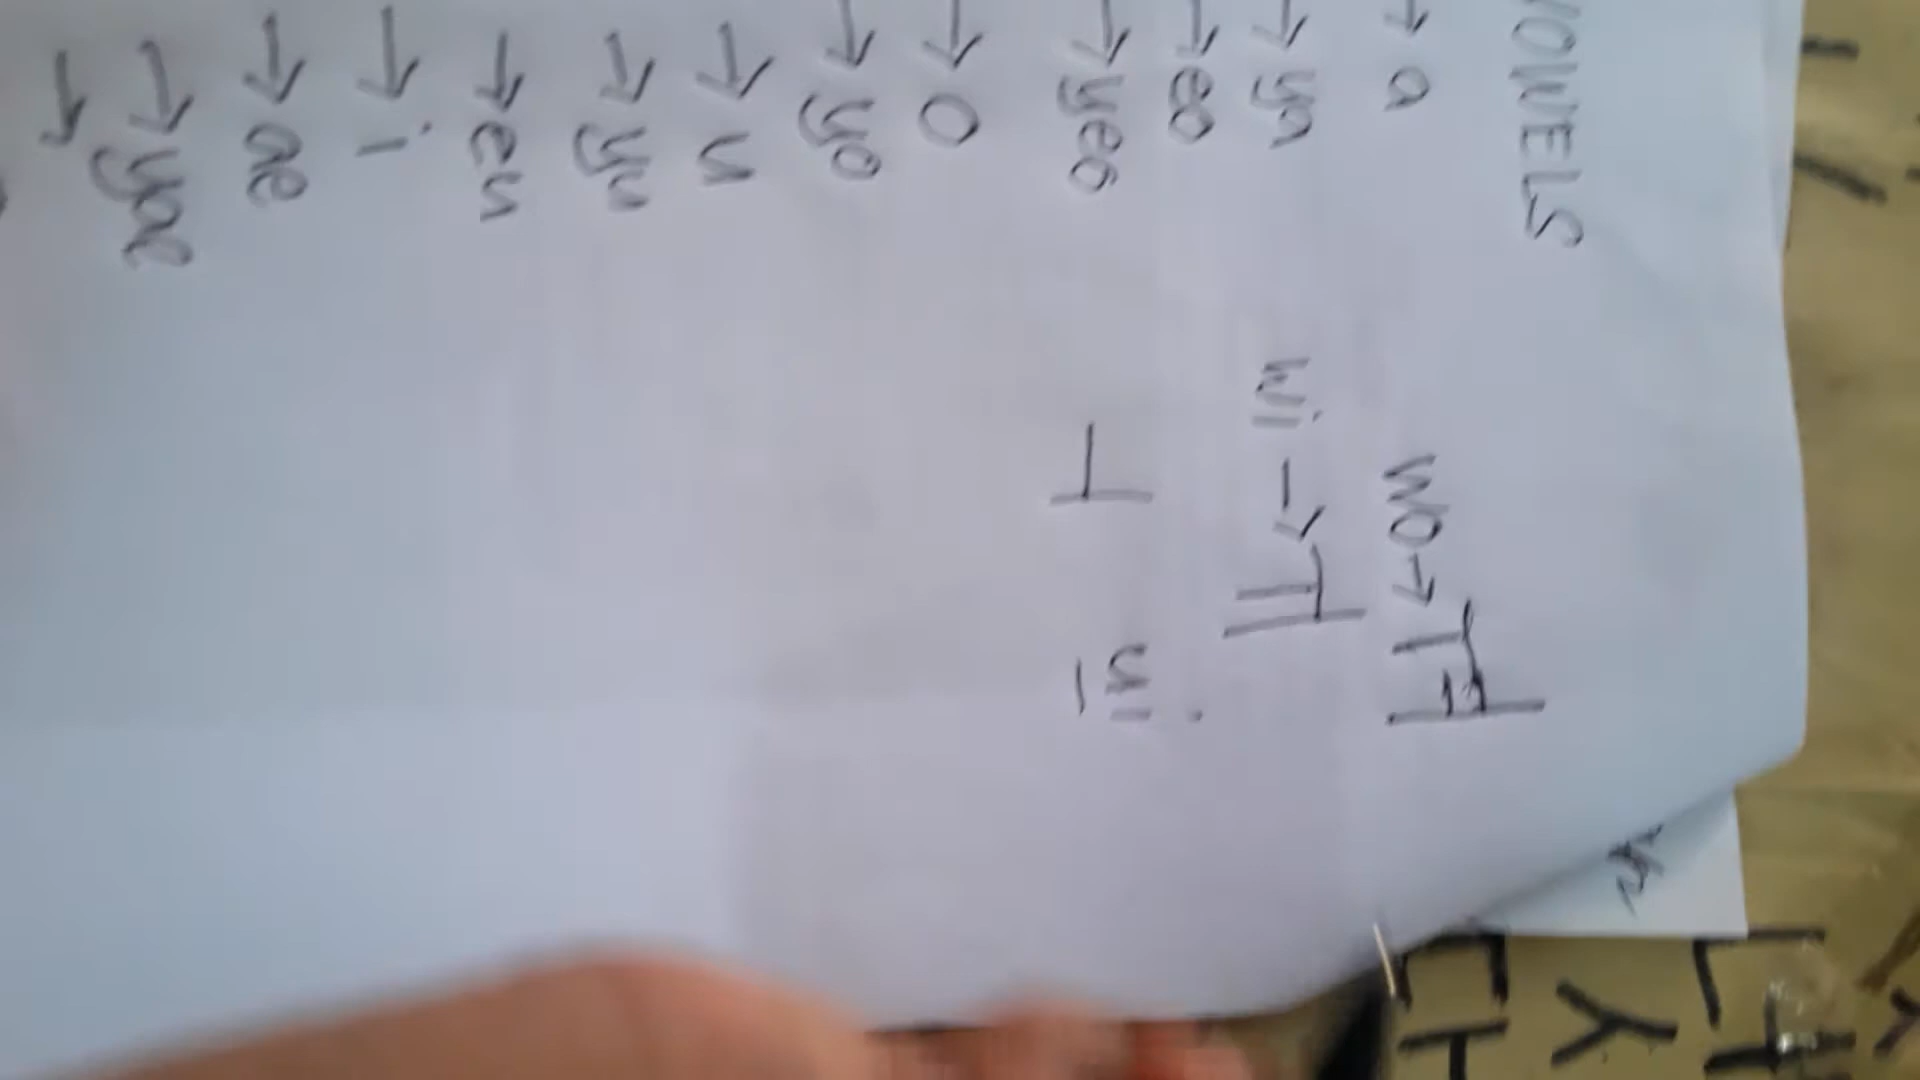 VOWELS
→ a
wo → ㅝ
→ ya
wi → ㅟ
→ eo
→ yeo
ㅓ ui
→ o
→ yo
→ u
→ yu
→ eu
→ i
→ ae
→ yae
→